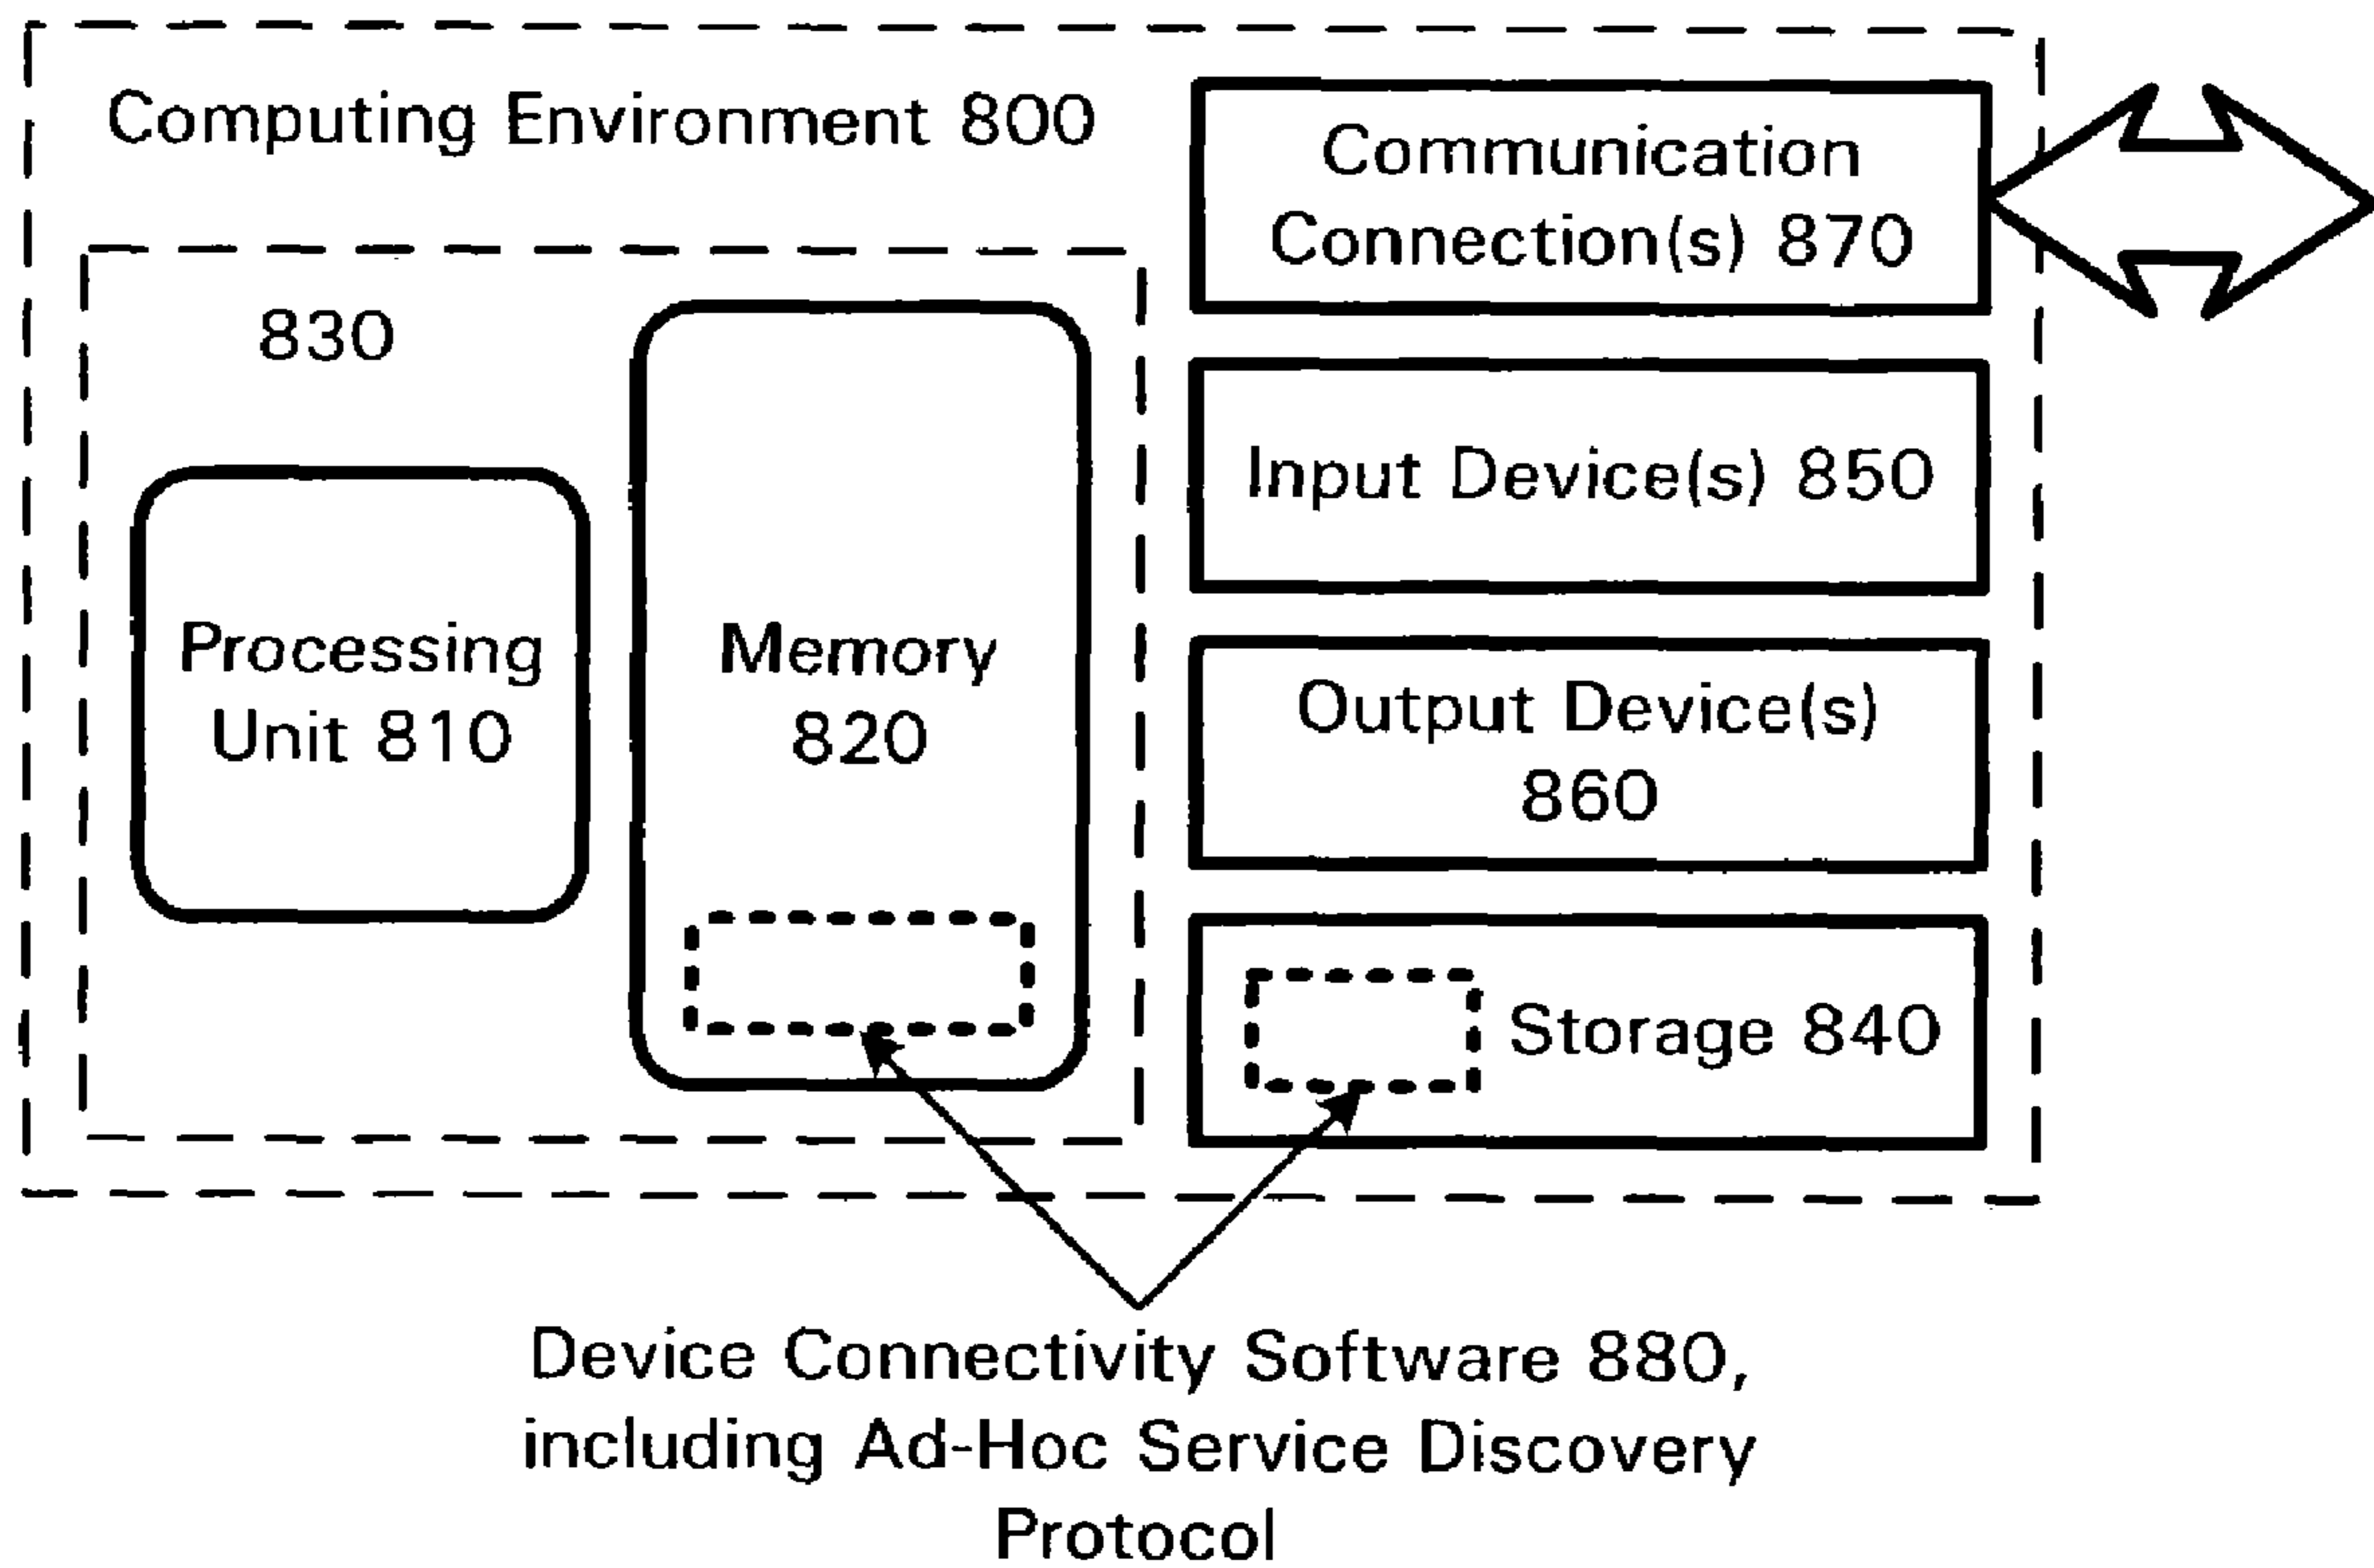 Computing Environment 800
Communication
Connection(s) 870
830
Input Device(s) 850
Processing
Unit 810
Memory
820
Output Device(s)
860
Storage 840
Device Connectivity Software 880,
including Ad-Hoc Service Discovery
Protocol